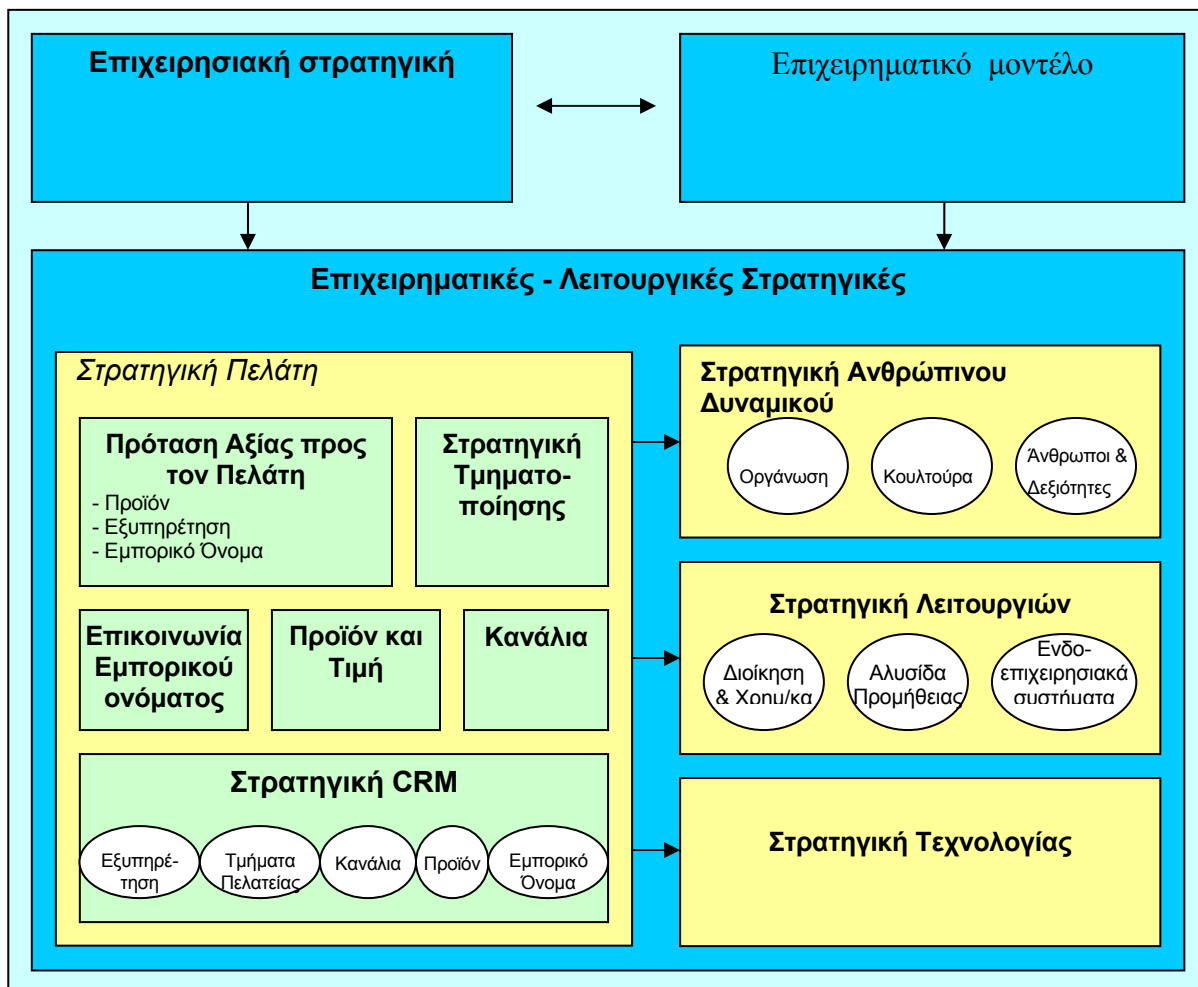 Επιχειρησιακή στρατηγική
Επιχειρηματικό μοντέλο
Επιχειρηματικές - Λειτουργικές Στρατηγικές
Στρατηγική Πελάτη
Πρόταση Αξίας προς
τον Πελάτη
- Προϊόν
- Εξυπηρέτηση
- Εμπορικό Όνομα
Στρατηγική
Τμηματο-
ποίησης
Επικοινωνία
Εμπορικού
ονόματος
Προϊόν και
Τιμή
Κανάλια
Στρατηγική CRM
Εξυπηρέ-
τηση
Τμήματα
Πελατείας
Κανάλια
Προϊόν
Εμπορικό
Όνομα
Στρατηγική Ανθρώπινου
Δυναμικού
Οργάνωση
Κουλτούρα
Άνθρωποι &
Δεξιότητες
Στρατηγική Λειτουργιών
Διοίκηση
& Χρημ/κα
Αλυσίδα
Προμήθειας
Ενδο-
επιχειρησιακά
συστήματα
Στρατηγική Τεχνολογίας